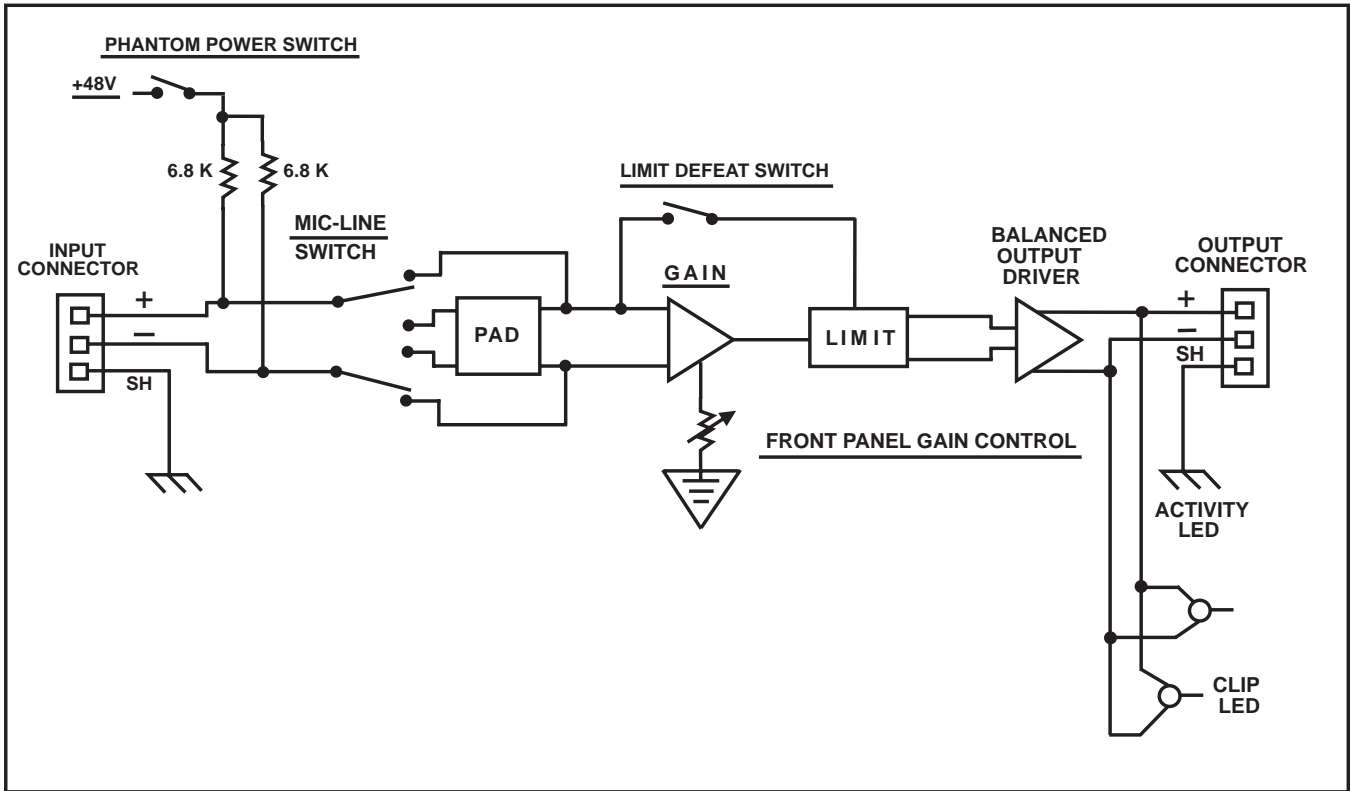 PHANTOM POWER SWITCH
+48V
6.8 K
6.8 K
LIMIT DEFEAT SWITCH
MIC-LINE
SWITCH
INPUT
CONNECTOR
BALANCED
OUTPUT
DRIVER
OUTPUT
CONNECTOR
GAIN
+
−
SH
PAD
LIMIT
+
−
SH
FRONT PANEL GAIN CONTROL
ACTIVITY
LED
CLIP
LED